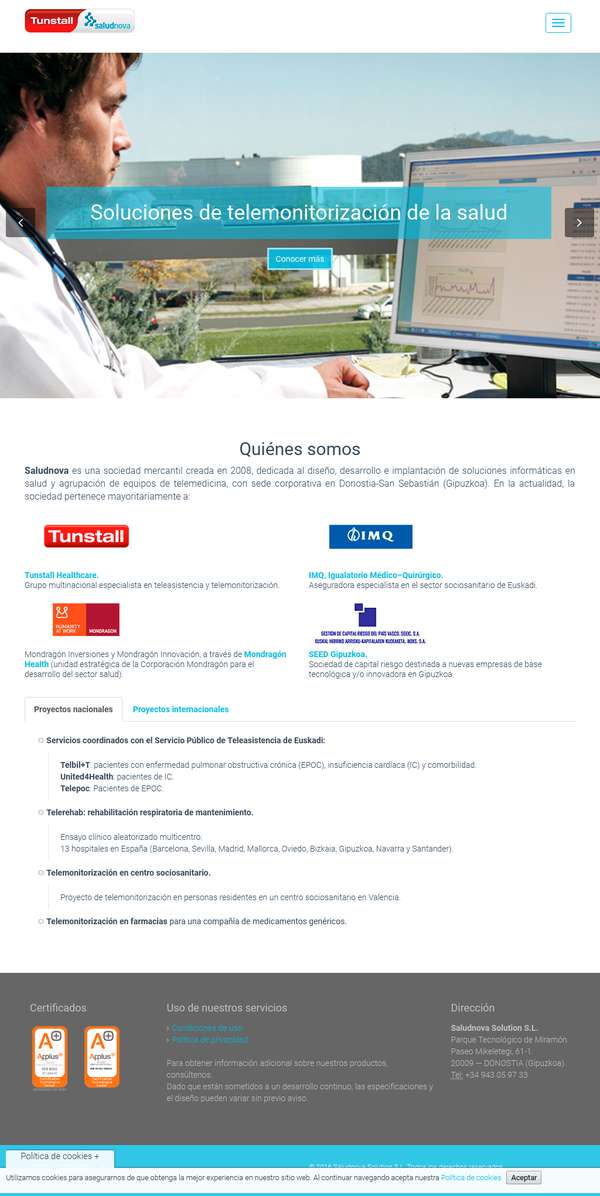 Tunstall saludnova
Soluciones de telemonitorización de la salud
Conocer más
Quiénes somos
Saludnova es una sociedad mercantil creada en 2008, dedicada al diseño, desarrollo e implantación de soluciones informáticas en
salud y agrupación de equipos de telemedicina, con sede corporativa en Donostia-San Sebastián (Gipuzkoa). En la actualidad, la
sociedad pertenece mayoritariamente a:
Tunstall
IMQ
Tunstall Healthcare.
Grupo multinacional especialista en teleasistencia y telemonitorización.
IMQ, Igualatorio Médico–Quirúrgico.
Aseguradora especialista en el sector sociosanitario de Euskadi.
HUMANITY
AT WORK
MONDRAGON
GESTIÓN DE CAPITAL RIESGO DEL PAÍS VASCO, SGECR, S.A.
Mondragón Inversiones y Mondragón Innovación, a través de Mondragón
Health (unidad estratégica de la Corporación Mondragón para el
desarrollo del sector salud).
SEED Gipuzkoa.
Sociedad de capital riesgo destinada a nuevas empresas de base
tecnológica y/o innovadora en Gipuzkoa
Proyectos nacionales
Proyectos internacionales
Servicios coordinados con el Servicio Público de Teleasistencia de Euskadi:
Telbil+T: pacientes con enfermedad pulmonar obstructiva crónica (EPOC), insuficiencia cardíaca (IC) y comorbilidad.
United4Health: pacientes de IC.
Telepoc: Pacientes de EPOC.
Telerehab: rehabilitación respiratoria de mantenimiento.
Ensayo clínico aleatorizado multicentro.
13 hospitales en España (Barcelona, Sevilla, Madrid, Mallorca, Oviedo, Bizkaia, Gipuzkoa, Navarra y Santander).
Telemonitorización en centro sociosanitario.
Proyecto de telemonitorización en personas residentes en un centro sociosanitario en Valencia.
Telemonitorización en farmacias para una compañía de medicamentos genéricos.
Certificados
Applus+
Applus+
Uso de nuestros servicios
Condiciones de uso
Política de privacidad
Para obtener información adicional sobre nuestros productos,
consúltenos.
Dado que están sometidos a un desarrollo continuo, las especificaciones y
el diseño pueden variar sin previo aviso.
Dirección
Saludnova Solution S.L.
Parque Tecnológico de Miramón
Paseo Mikeletegi, 61-1
20009 — DONOSTIA (Gipuzkoa)
Tel: +34 943 05 97 33
© 2016 Saludnova Solution S.L. Todos los derechos reservados
Política de cookies +
Utilizamos cookies para asegurarnos de que obtenga la mejor experiencia en nuestro sitio web. Al continuar navegando acepta nuestra Política de cookies
Aceptar